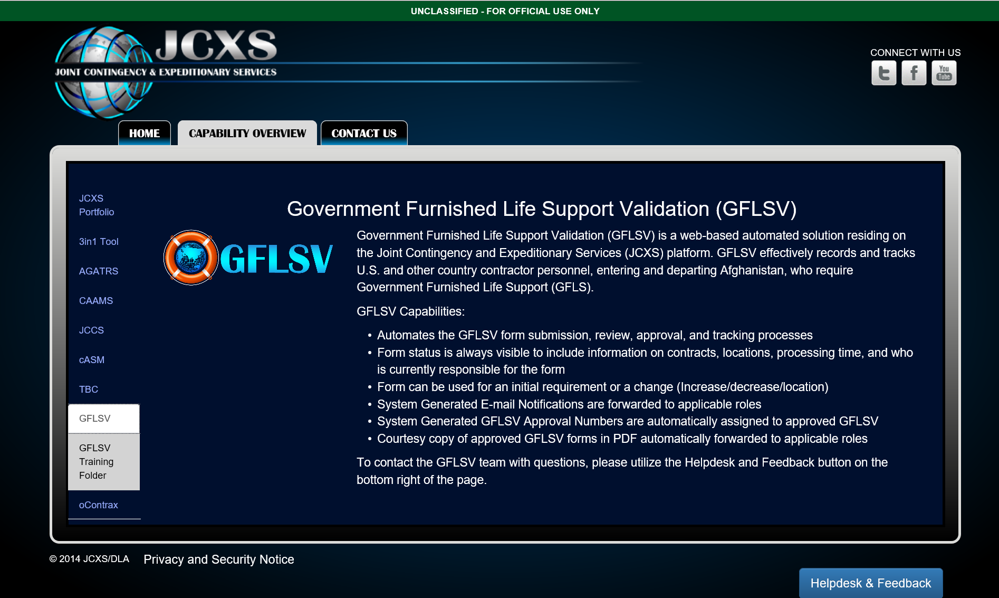 UNCLASSIFIED - FOR OFFICIAL USE ONLY
JCXS
JOINT CONTINGENCY & EXPEDITIONARY SERVICES
CONNECT WITH US
t f You Tube
HOME CAPABILITY OVERVIEW CONTACT US
JCXS
Portfolio
3in1 Tool
AGATRS
CAAMS
JCCS
cASM
TBC
GFLSV
GFLSV
Training
Folder
oContrax
Government Furnished Life Support Validation (GFLSV)
GFLSV
Government Furnished Life Support Validation (GFLSV) is a web-based automated solution residing on
the Joint Contingency and Expeditionary Services (JCXS) platform. GFLSV effectively records and tracks
U.S. and other country contractor personnel, entering and departing Afghanistan, who require
Government Furnished Life Support (GFLS).
GFLSV Capabilities:
• Automates the GFLSV form submission, review, approval, and tracking processes
• Form status is always visible to include information on contracts, locations, processing time, and who
is currently responsible for the form
• Form can be used for an initial requirement or a change (Increase/decrease/location)
• System Generated E-mail Notifications are forwarded to applicable roles
• System Generated GFLSV Approval Numbers are automatically assigned to approved GFLSV
• Courtesy copy of approved GFLSV forms in PDF automatically forwarded to applicable roles
To contact the GFLSV team with questions, please utilize the Helpdesk and Feedback button on the
bottom right of the page.
© 2014 JCXS/DLA Privacy and Security Notice
Helpdesk & Feedback